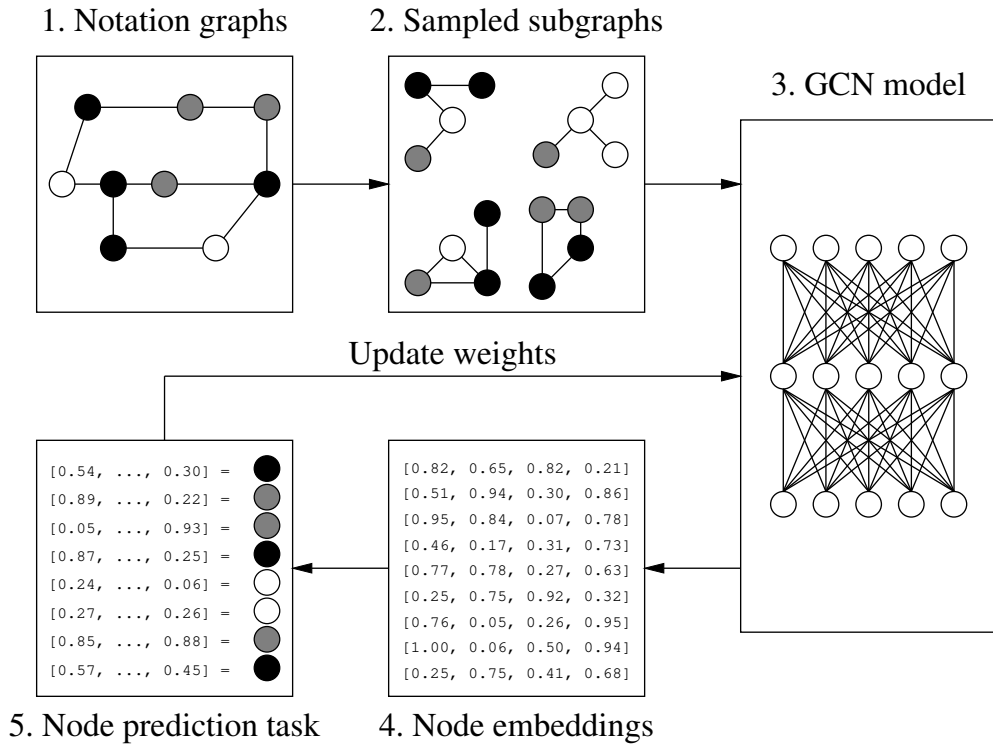 1. Notation graphs
2. Sampled subgraphs
3. GCN model
Update weights
[0.54, ..., 0.30] =
[0.89, ..., 0.22] =
[0.05, ..., 0.93] =
[0.87, ..., 0.25] =
[0.24, ..., 0.06] =
[0.27, ..., 0.26] =
[0.85, ..., 0.88] =
[0.57, ..., 0.45] =
[0.82, 0.65, 0.82, 0.21]
[0.51, 0.94, 0.30, 0.86]
[0.95, 0.84, 0.07, 0.78]
[0.46, 0.17, 0.31, 0.73]
[0.77, 0.78, 0.27, 0.63]
[0.25, 0.75, 0.92, 0.32]
[0.76, 0.05, 0.26, 0.95]
[1.00, 0.06, 0.50, 0.94]
[0.25, 0.75, 0.41, 0.68]
5. Node prediction task
4. Node embeddings